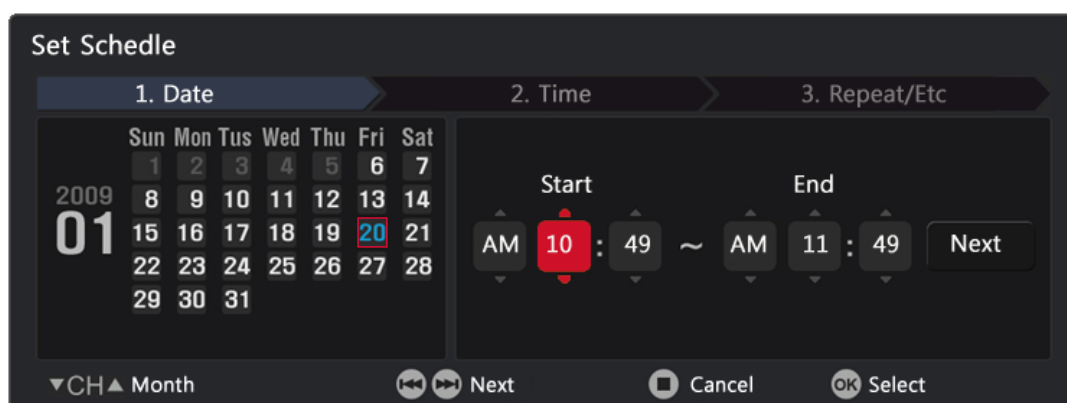 Set Schedle
1. Date 2. Time 3. Repeat/Etc
2009
01
Sun Mon Tus Wed Thu Fri Sat
1 2 3 4 5 6 7
8 9 10 11 12 13 14
15 16 17 18 19 20 21
22 23 24 25 26 27 28
29 30 31
Start End
AM 10 : 49 ~ AM 11 : 49 Next
▼CH▲ Month ⏮ ⏭ Next Cancel OK Select